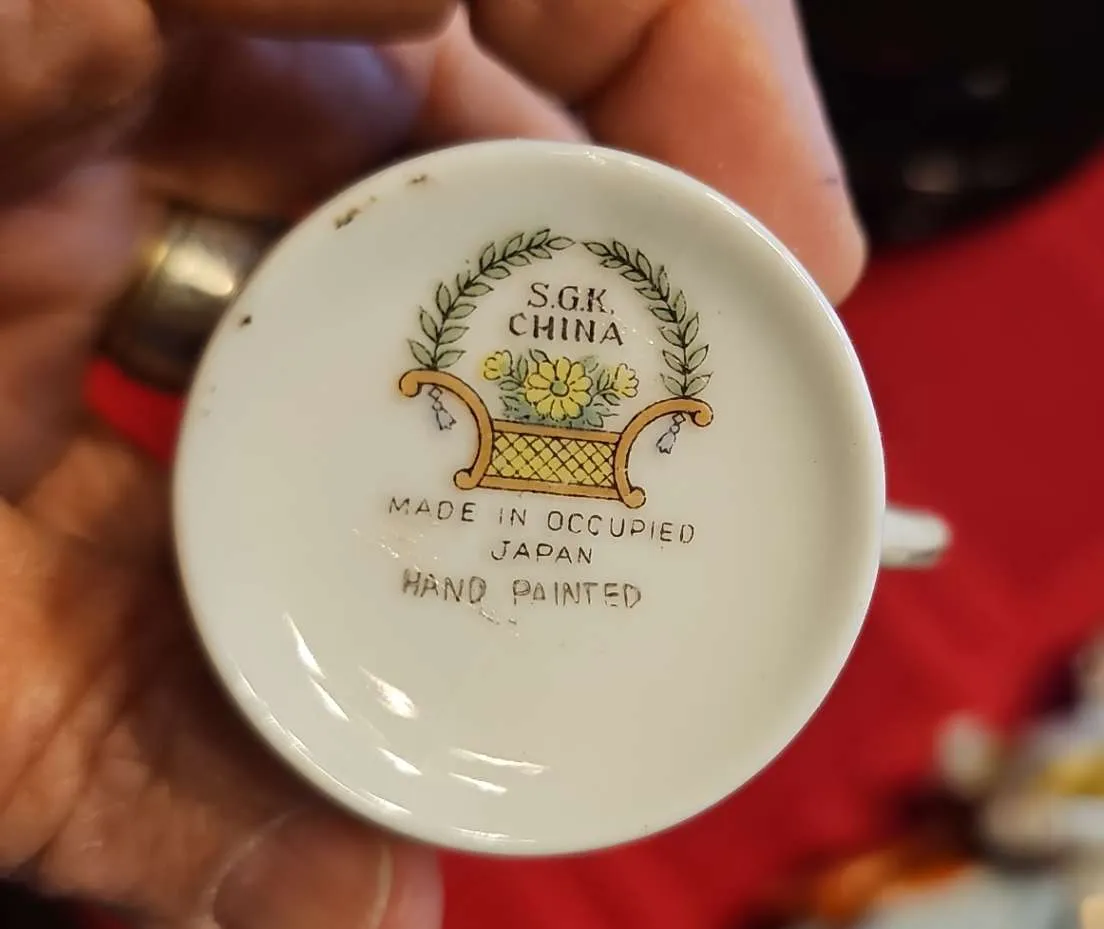 S.G.K.
CHINA
MADE IN OCCUPIED
JAPAN
HAND PAINTED